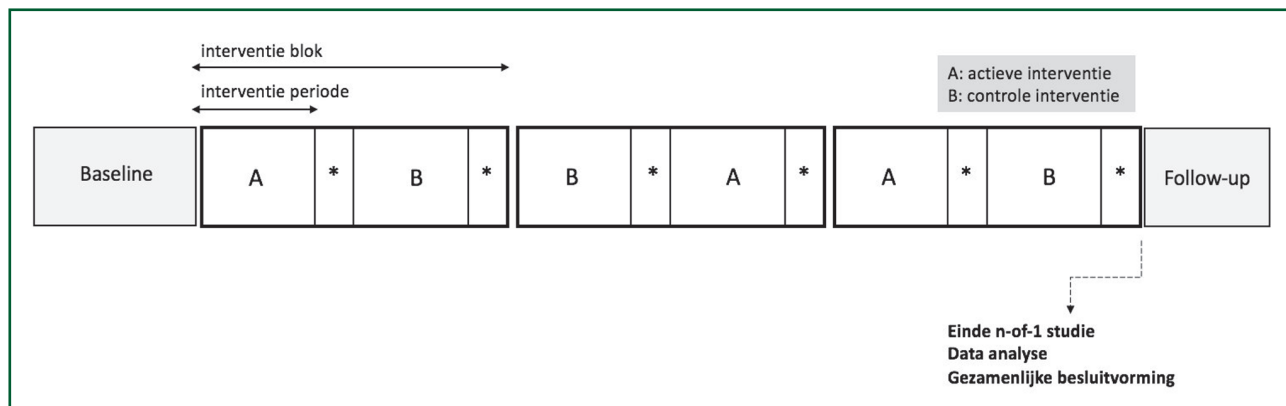 interventie blok
interventie periode
A: actieve interventie
B: controle interventie
Baseline
A
*
B
*
B
*
A
*
A
*
B
*
Follow-up
Einde n-of-1 studie
Data analyse
Gezamenlijke besluitvorming